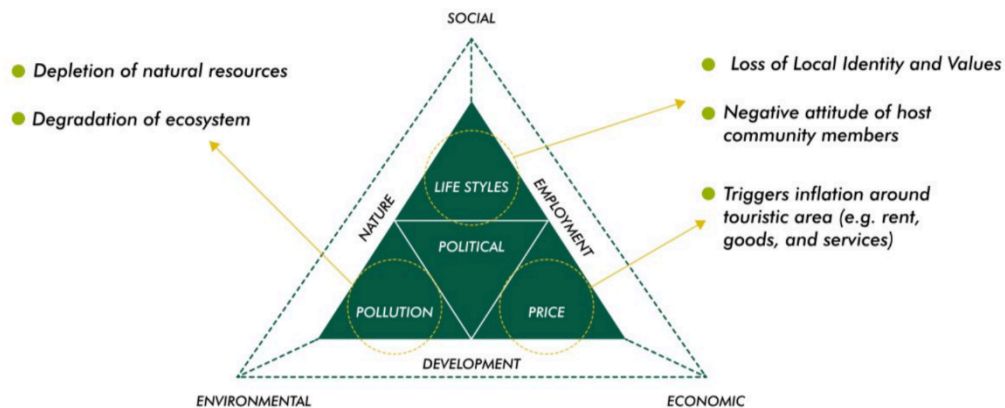 SOCIAL
Depletion of natural resources
Degradation of ecosystem
Loss of Local Identity and Values
Negative attitude of host
community members
Triggers inflation around
touristic area (e.g. rent,
goods, and services)
LIFE STYLES
NATURE
EMPLOYMENT
POLITICAL
POLLUTION
PRICE
DEVELOPMENT
ENVIRONMENTAL
ECONOMIC